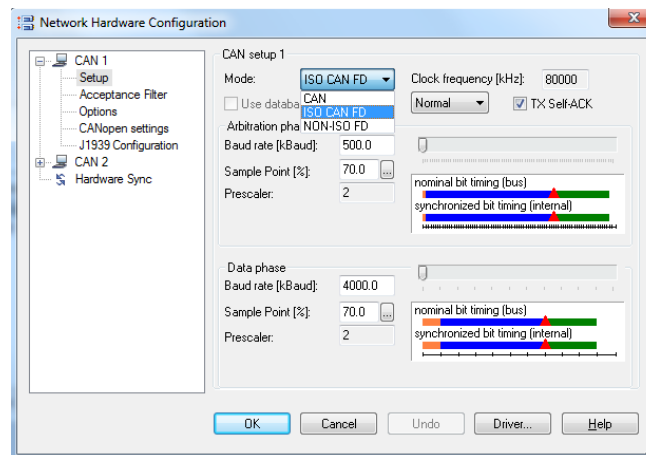 Network Hardware Configuration
CAN 1
Setup
Acceptance Filter
Options
CANopen settings
J1939 Configuration
CAN 2
Hardware Sync
CAN setup 1
Mode: ISO CAN FD Clock frequency [kHz]: 80000
CAN
ISO CAN FD
NON-ISO FD
Use databa Normal TX Self-ACK
Arbitration pha
Baud rate [kBaud]: 500.0
Sample Point [%]: 70.0 ...
Prescaler: 2
nominal bit timing (bus)
synchronized bit timing (internal)
Data phase
Baud rate [kBaud]: 4000.0
Sample Point [%]: 70.0 ...
Prescaler: 2
nominal bit timing (bus)
synchronized bit timing (internal)
OK Cancel Undo Driver... Help